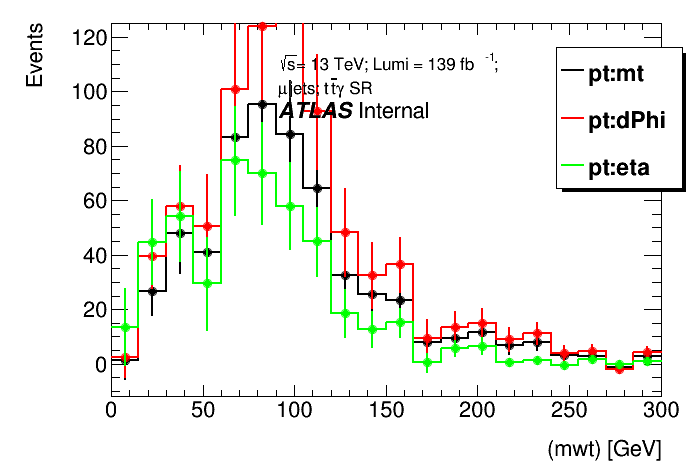 Events
120
100
80
60
40
20
0
0 50 100 150 200 250 300
(mwt) [GeV]
√s= 13 TeV; Lumi = 139 fb ⁻¹;
μjets; tt̄γ SR
ATLAS Internal
pt:mt
pt:dPhi
pt:eta